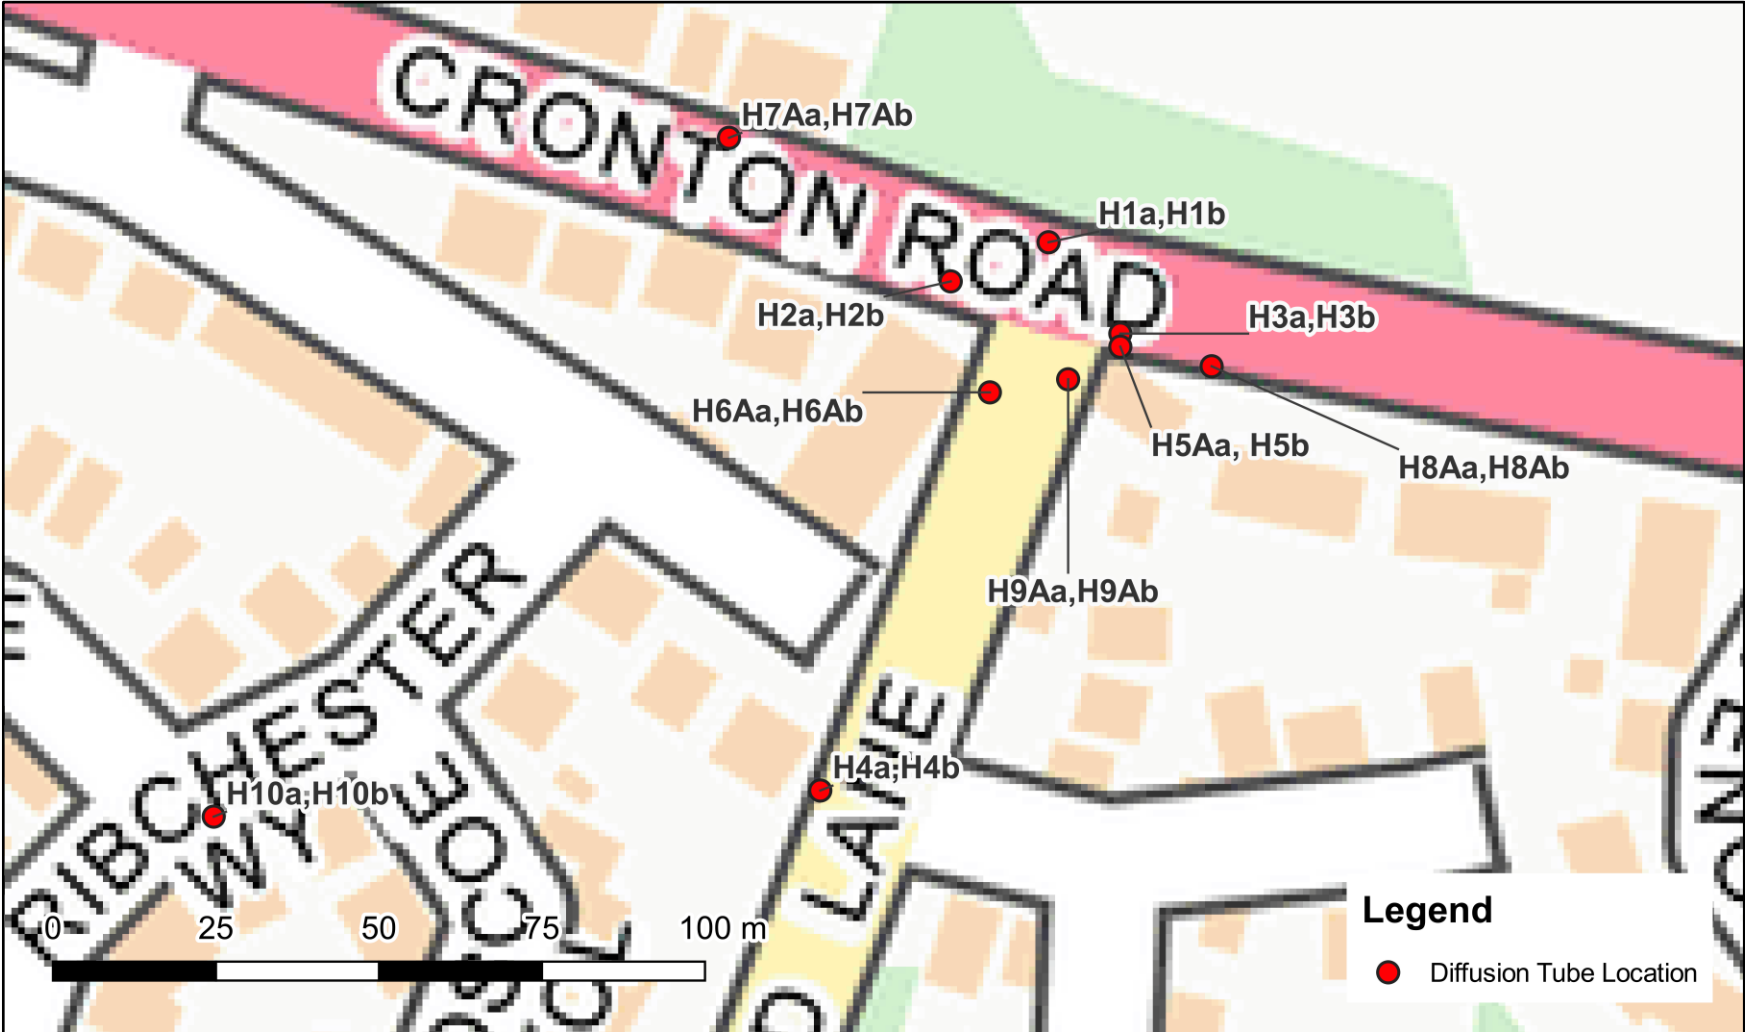 CRONTON ROAD
H7Aa,H7Ab
H1a,H1b
H2a,H2b
H3a,H3b
H6Aa,H6Ab
H5Aa, H5b
H8Aa,H8Ab
H9Aa,H9Ab
RIBCHESTER
WY
LANE
H4a,H4b
H10a,H10b
0 25 50 75 100 m
Legend
Diffusion Tube Location